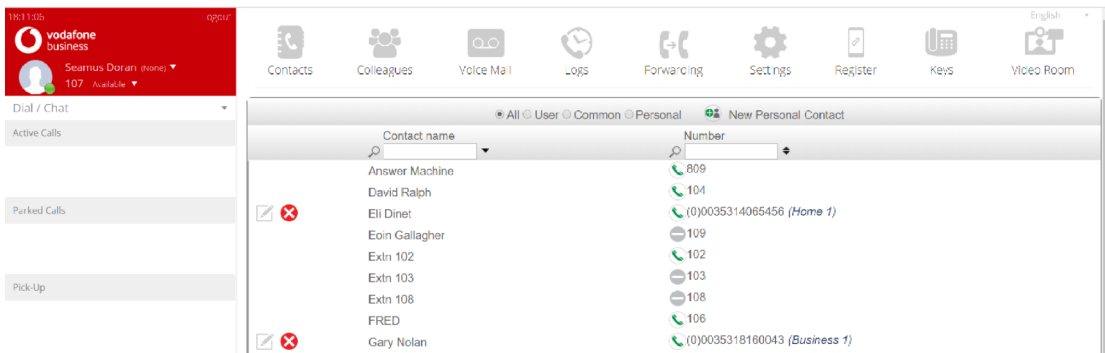 18:11:05 ogout
vodafone
business
Seamus Doran (None)
107 Available
Dial / Chat
Active Calls
Parked Calls
Pick-Up
English
Contacts Colleagues Voice Mail Logs Forwarding Settings Register Keys Video Room
All User Common Personal New Personal Contact
Contact name Number
Answer Machine 809
David Ralph 104
Eli Dinet (0)0035314065456 (Home 1)
Eoin Gallagher 109
Extn 102 102
Extn 103 103
Extn 108 108
FRED 106
Gary Nolan (0)0035318160043 (Business 1)